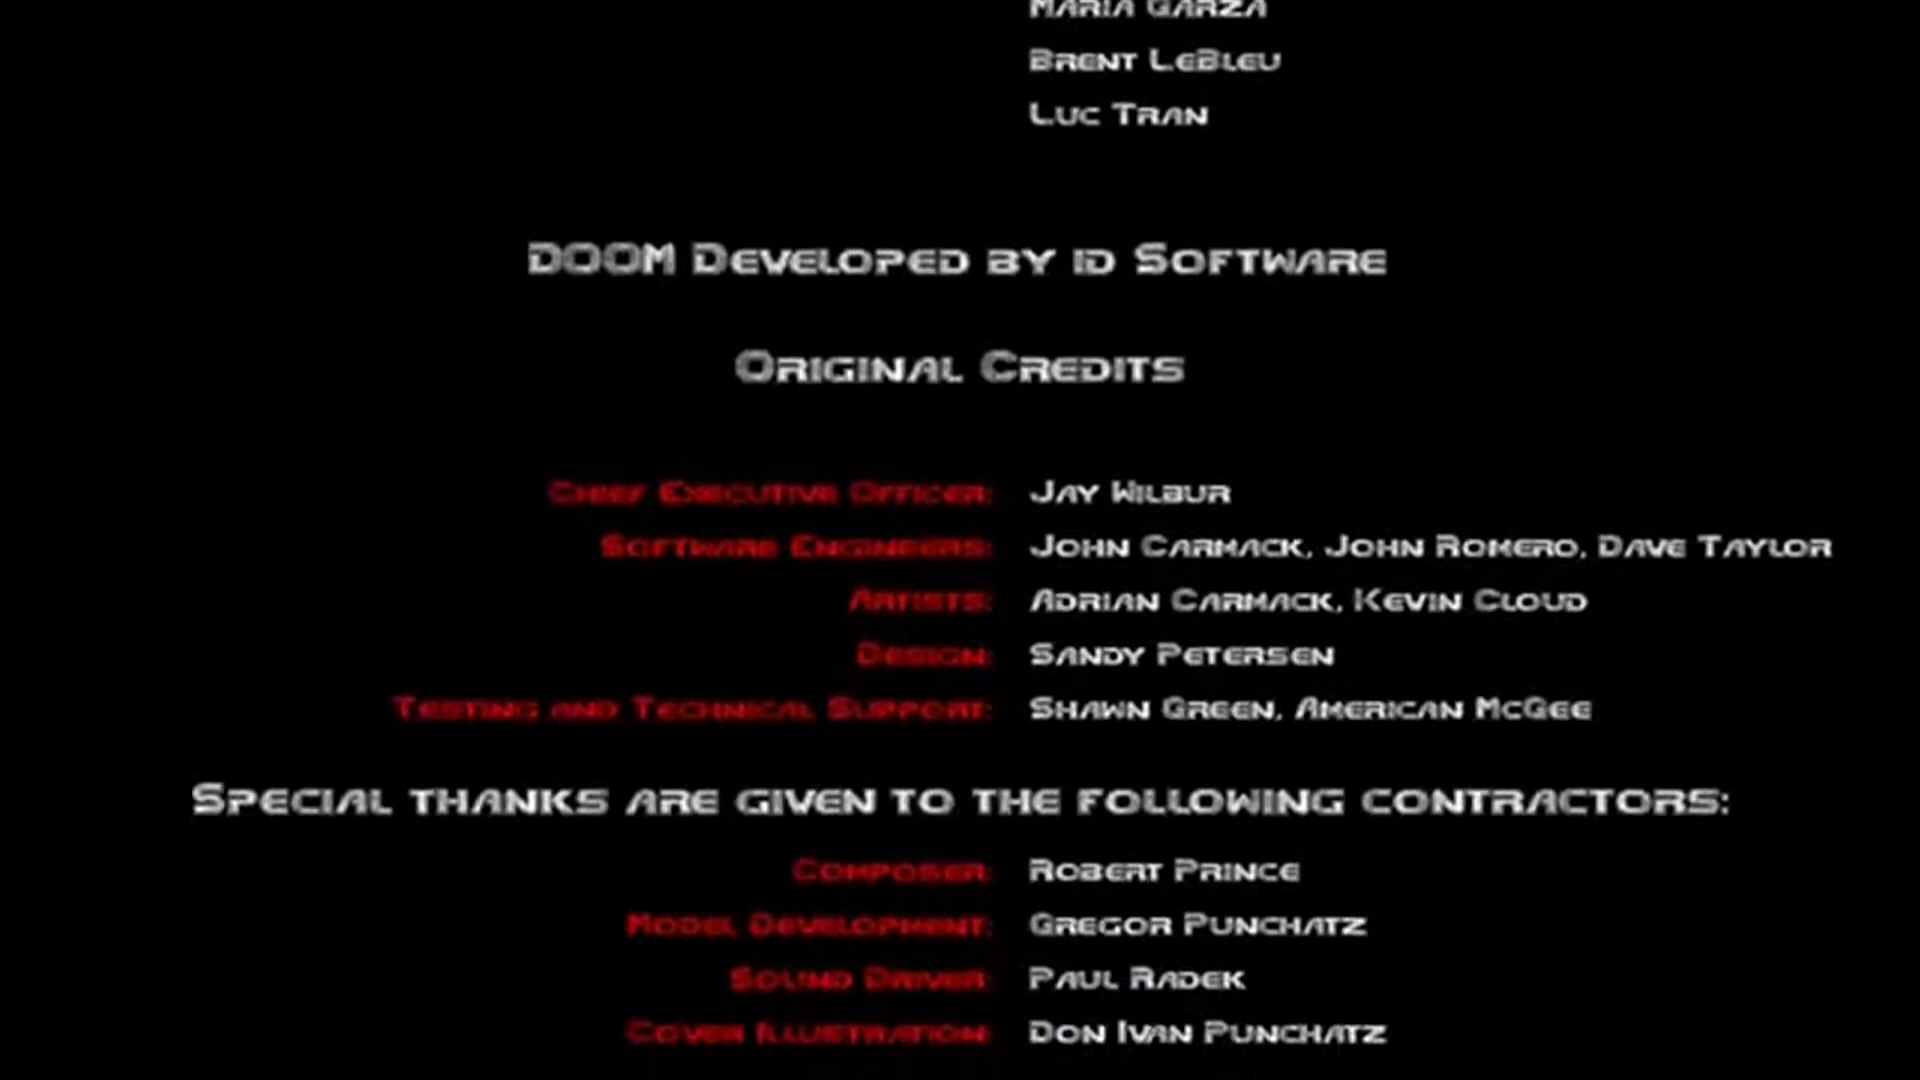 Maria Garza
Brent LeBleu
Luc Tran
DOOM Developed by id Software
Original Credits
Chief Executive Officer: Jay Wilbur
Software Engineers: John Carmack, John Romero, Dave Taylor
Artists: Adrian Carmack, Kevin Cloud
Design: Sandy Petersen
Testing and Technical Support: Shawn Green, American McGee
Special thanks are given to the following contractors:
Composer: Robert Prince
Model Development: Gregor Punchatz
Sound Driver: Paul Radek
Cover Illustration: Don Ivan Punchatz